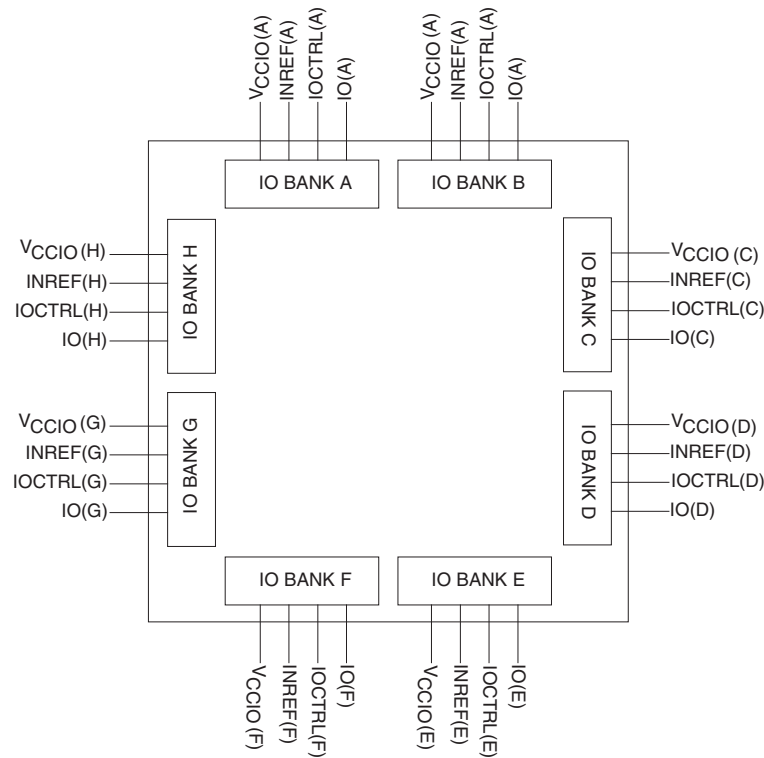 VCCIO(A)
INREF(A)
IOCTRL(A)
IO(A)
VCCIO(A)
INREF(A)
IOCTRL(A)
IO(A)
IO BANK A
IO BANK B
VCCIO(H)
INREF(H)
IOCTRL(H)
IO(H)
IO BANK H
IO BANK C
VCCIO(C)
INREF(C)
IOCTRL(C)
IO(C)
VCCIO(G)
INREF(G)
IOCTRL(G)
IO(G)
IO BANK G
IO BANK D
VCCIO(D)
INREF(D)
IOCTRL(D)
IO(D)
IO BANK F
IO BANK E
VCCIO(F)
INREF(F)
IOCTRL(F)
IO(F)
VCCIO(E)
INREF(E)
IOCTRL(E)
IO(E)